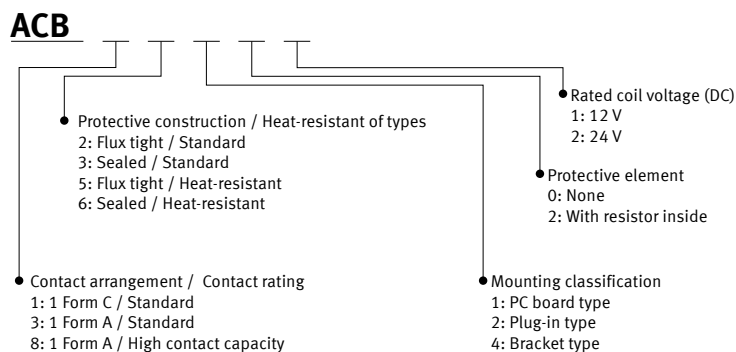 ACB
Rated coil voltage (DC)
1: 12 V
2: 24 V
Protective construction / Heat-resistant of types
2: Flux tight / Standard
3: Sealed / Standard
5: Flux tight / Heat-resistant
6: Sealed / Heat-resistant
Protective element
0: None
2: With resistor inside
Contact arrangement / Contact rating
1: 1 Form C / Standard
3: 1 Form A / Standard
8: 1 Form A / High contact capacity
Mounting classification
1: PC board type
2: Plug-in type
4: Bracket type